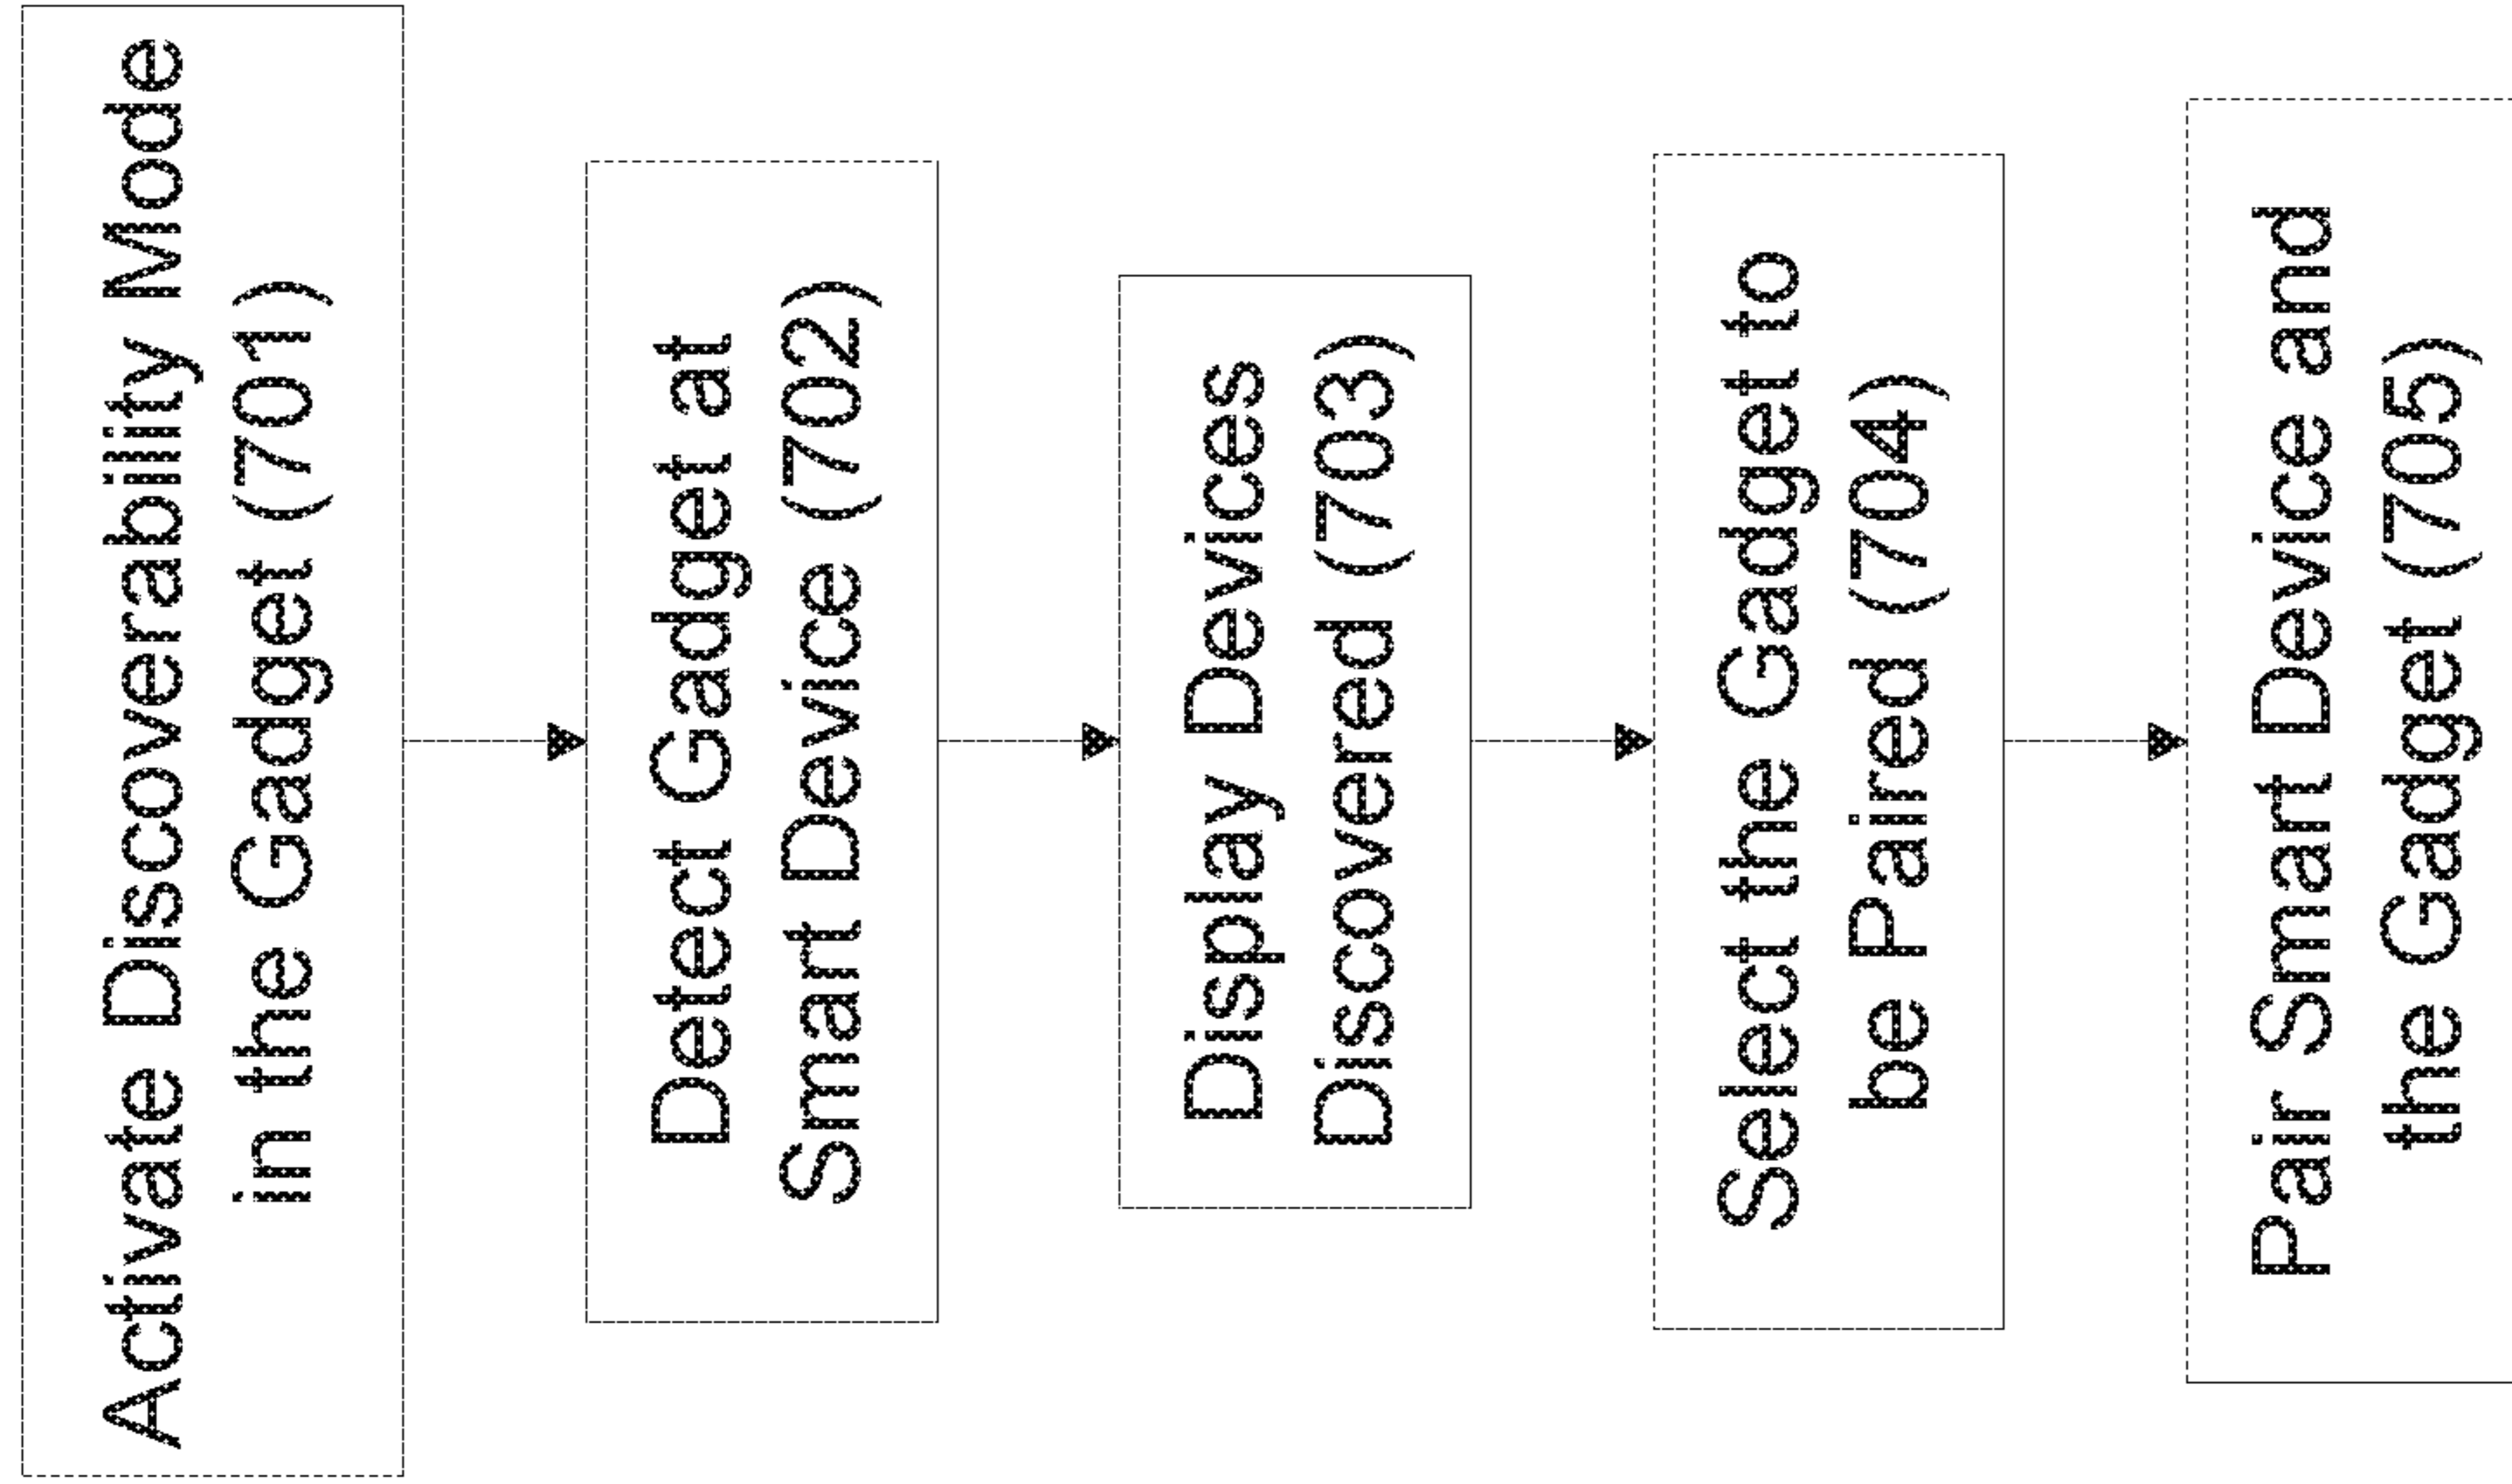 Activate Discoverability Mode
in the Gadget (701)
Detect Gadget at
Smart Device (702)
Display Devices
Discovered (703)
Select the Gadget to
be Paired (704)
Pair Smart Device and
the Gadget (705)